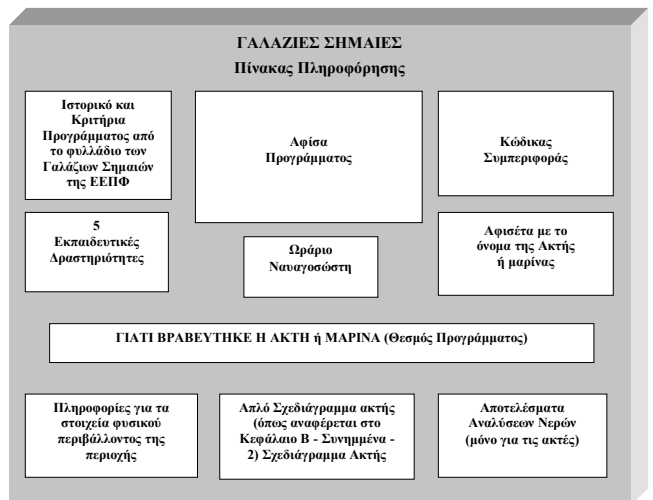 ΓΑΛΑΖΙΕΣ ΣΗΜΑΙΕΣ
Πίνακας Πληροφόρησης
Ιστορικό και
Κριτήρια
Προγράμματος από
το φυλλάδιο των
Γαλάζιων Σημαιών
της ΕΕΠΦ
Αφίσα
Προγράμματος
Κώδικας
Συμπεριφοράς
5
Εκπαιδευτικές
Δραστηριότητες
Ωράριο
Ναυαγοσώστη
Αφισέτα με το
όνομα της Ακτής
ή μαρίνας
ΓΙΑΤΙ ΒΡΑΒΕΥΤΗΚΕ Η ΑΚΤΗ ή ΜΑΡΙΝΑ (Θεσμός Προγράμματος)
Πληροφορίες για τα
στοιχεία φυσικού
περιβάλλοντος της
περιοχής
Απλό Σχεδιάγραμμα ακτής
(όπως αναφέρεται στο
Κεφάλαιο Β - Συνημμένα -
2) Σχεδιάγραμμα Ακτής
Αποτελέσματα
Αναλύσεων Νερών
(μόνο για τις ακτές)